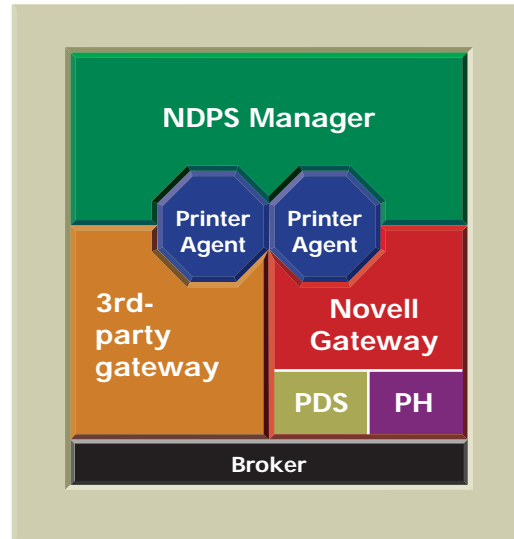 NDPS Manager
Printer
Agent
Printer
Agent
3rd-
party
gateway
Novell
Gateway
PDS
PH
Broker